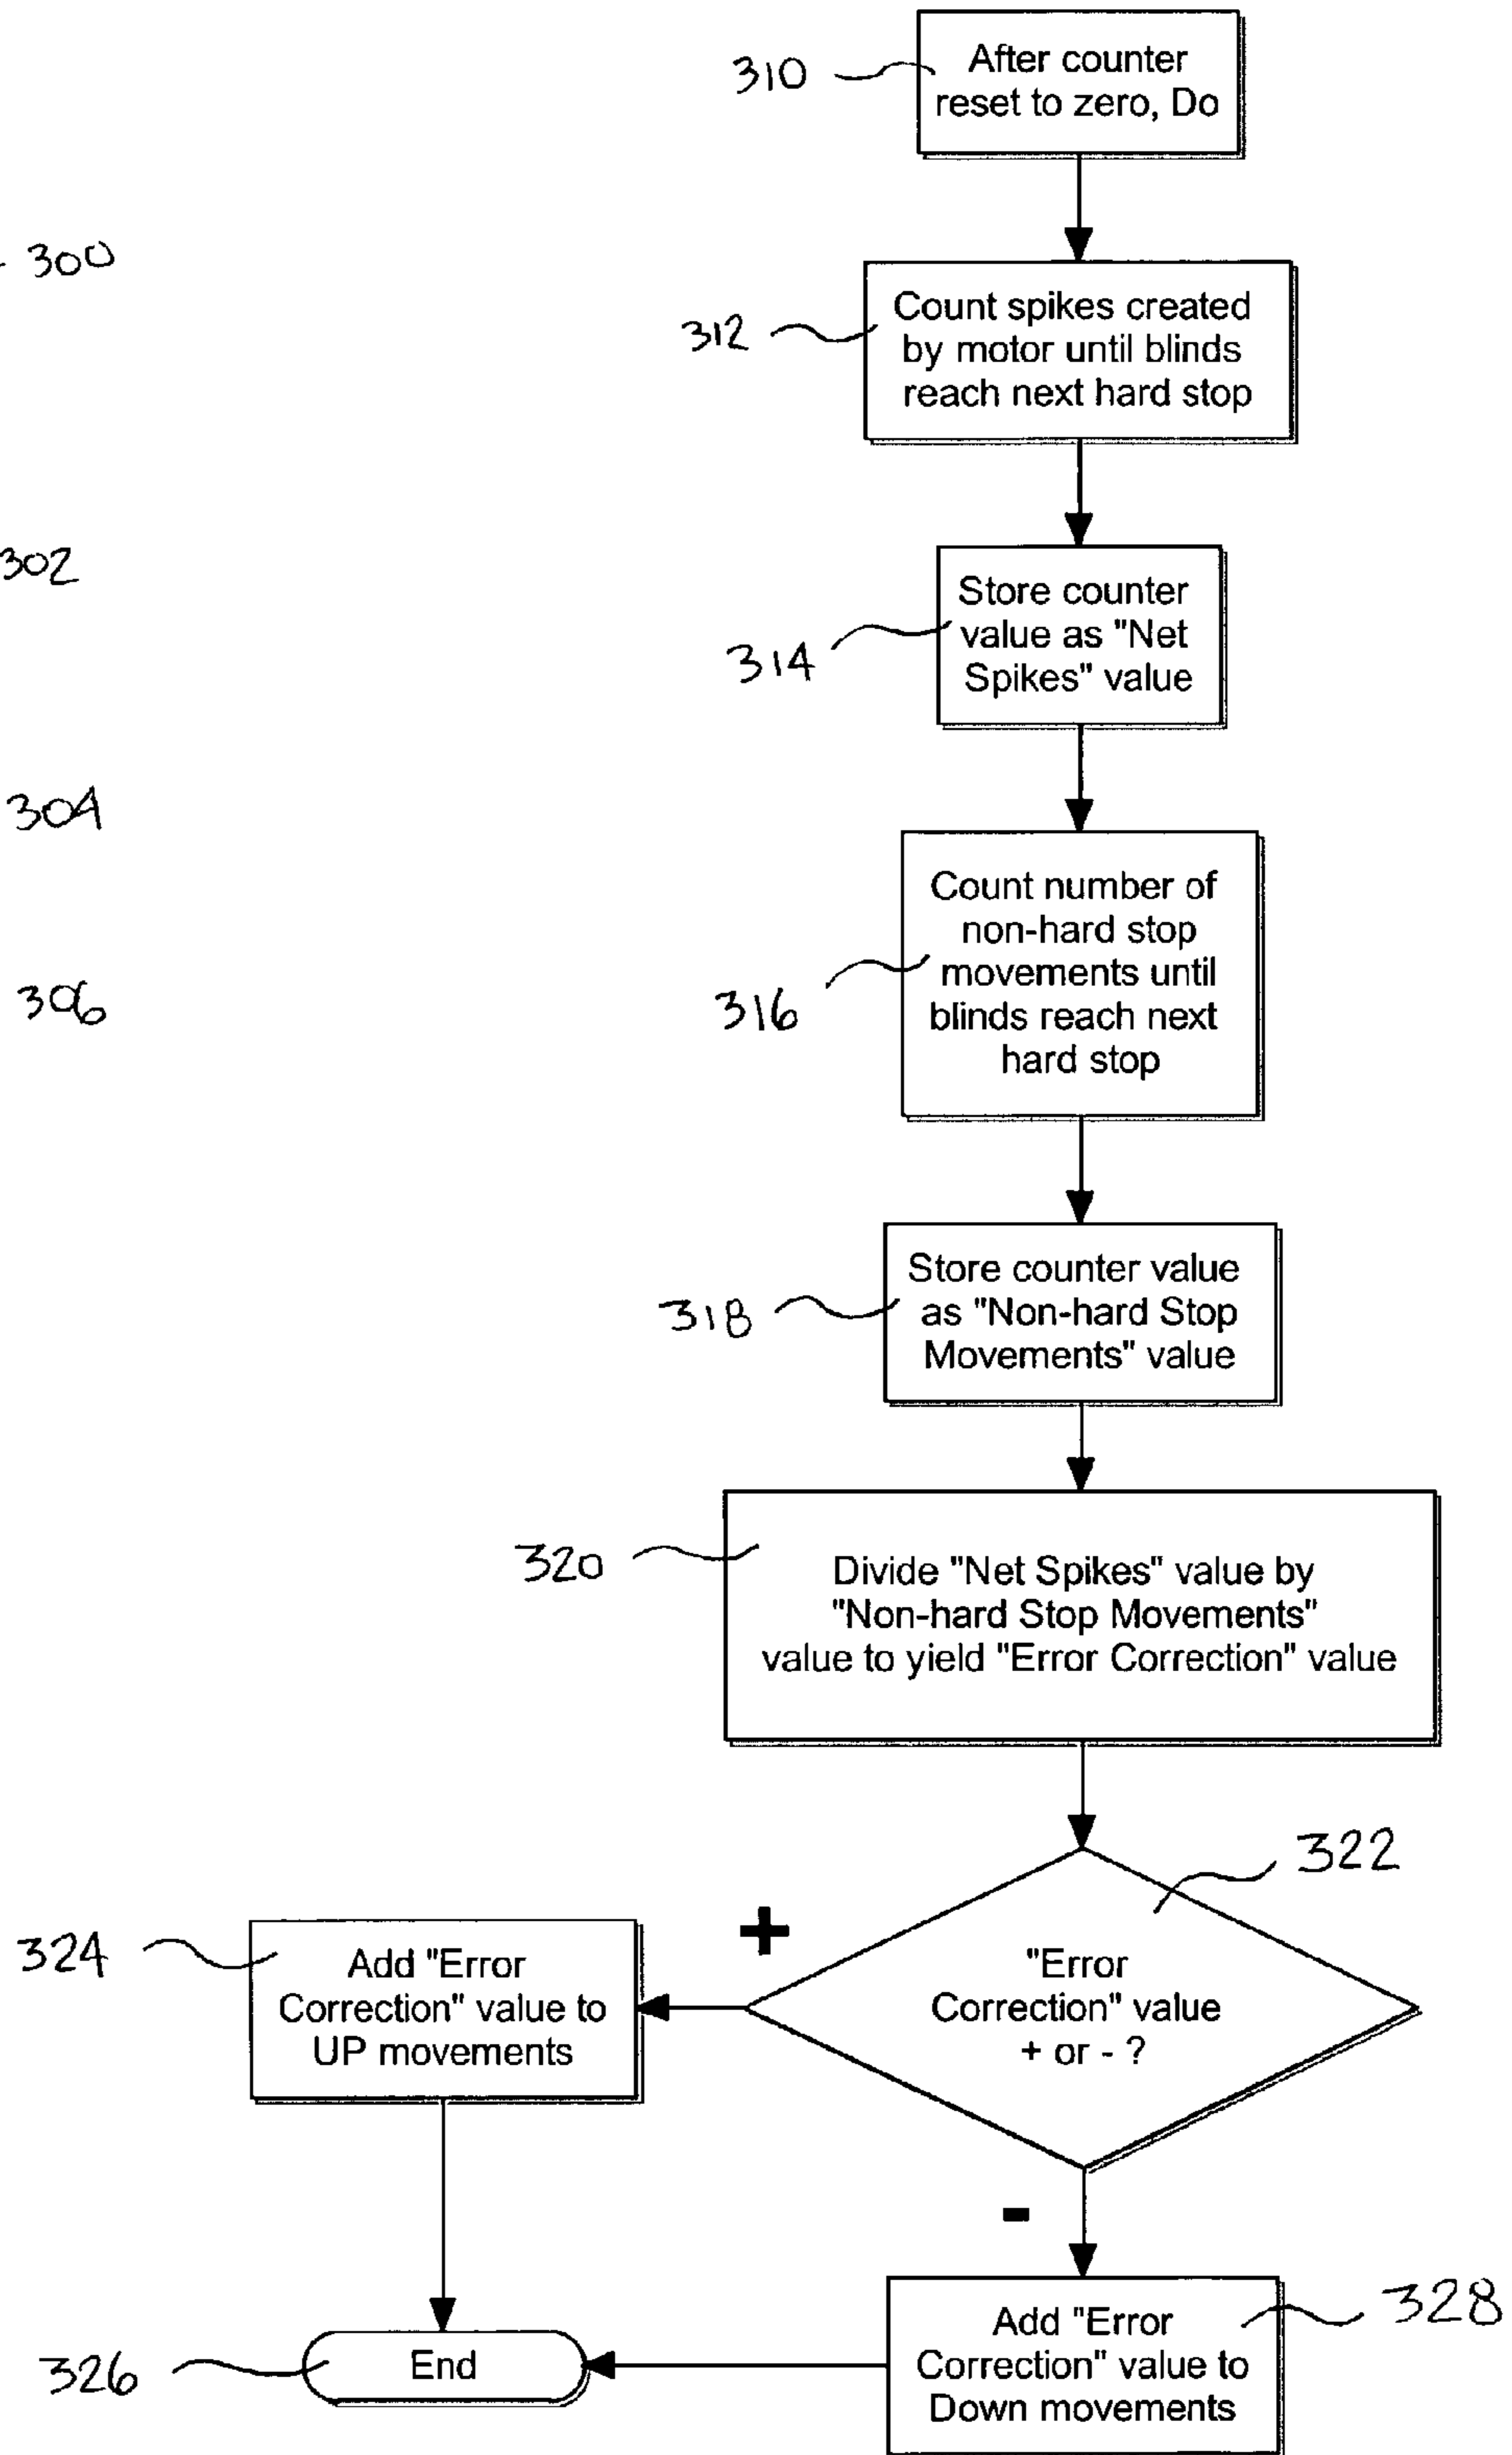 310
After counter
reset to zero, Do
300
312
Count spikes created
by motor until blinds
reach next hard stop
302
314
Store counter
value as "Net
Spikes" value
304
306
316
Count number of
non-hard stop
movements until
blinds reach next
hard stop
318
Store counter value
as "Non-hard Stop
Movements" value
320
Divide "Net Spikes" value by
"Non-hard Stop Movements"
value to yield "Error Correction" value
322
"Error
Correction" value
+ or - ?
+
324
Add "Error
Correction" value to
UP movements
-
328
Add "Error
Correction" value to
Down movements
326
End